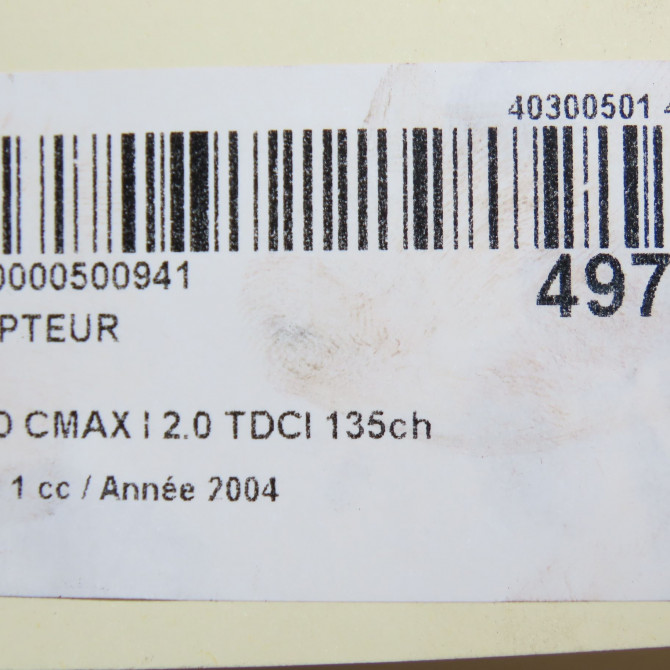 40300501 4
0000500941
497
PTEUR
O CMAX I 2.0 TDCI 135ch
1 cc / Année 2004